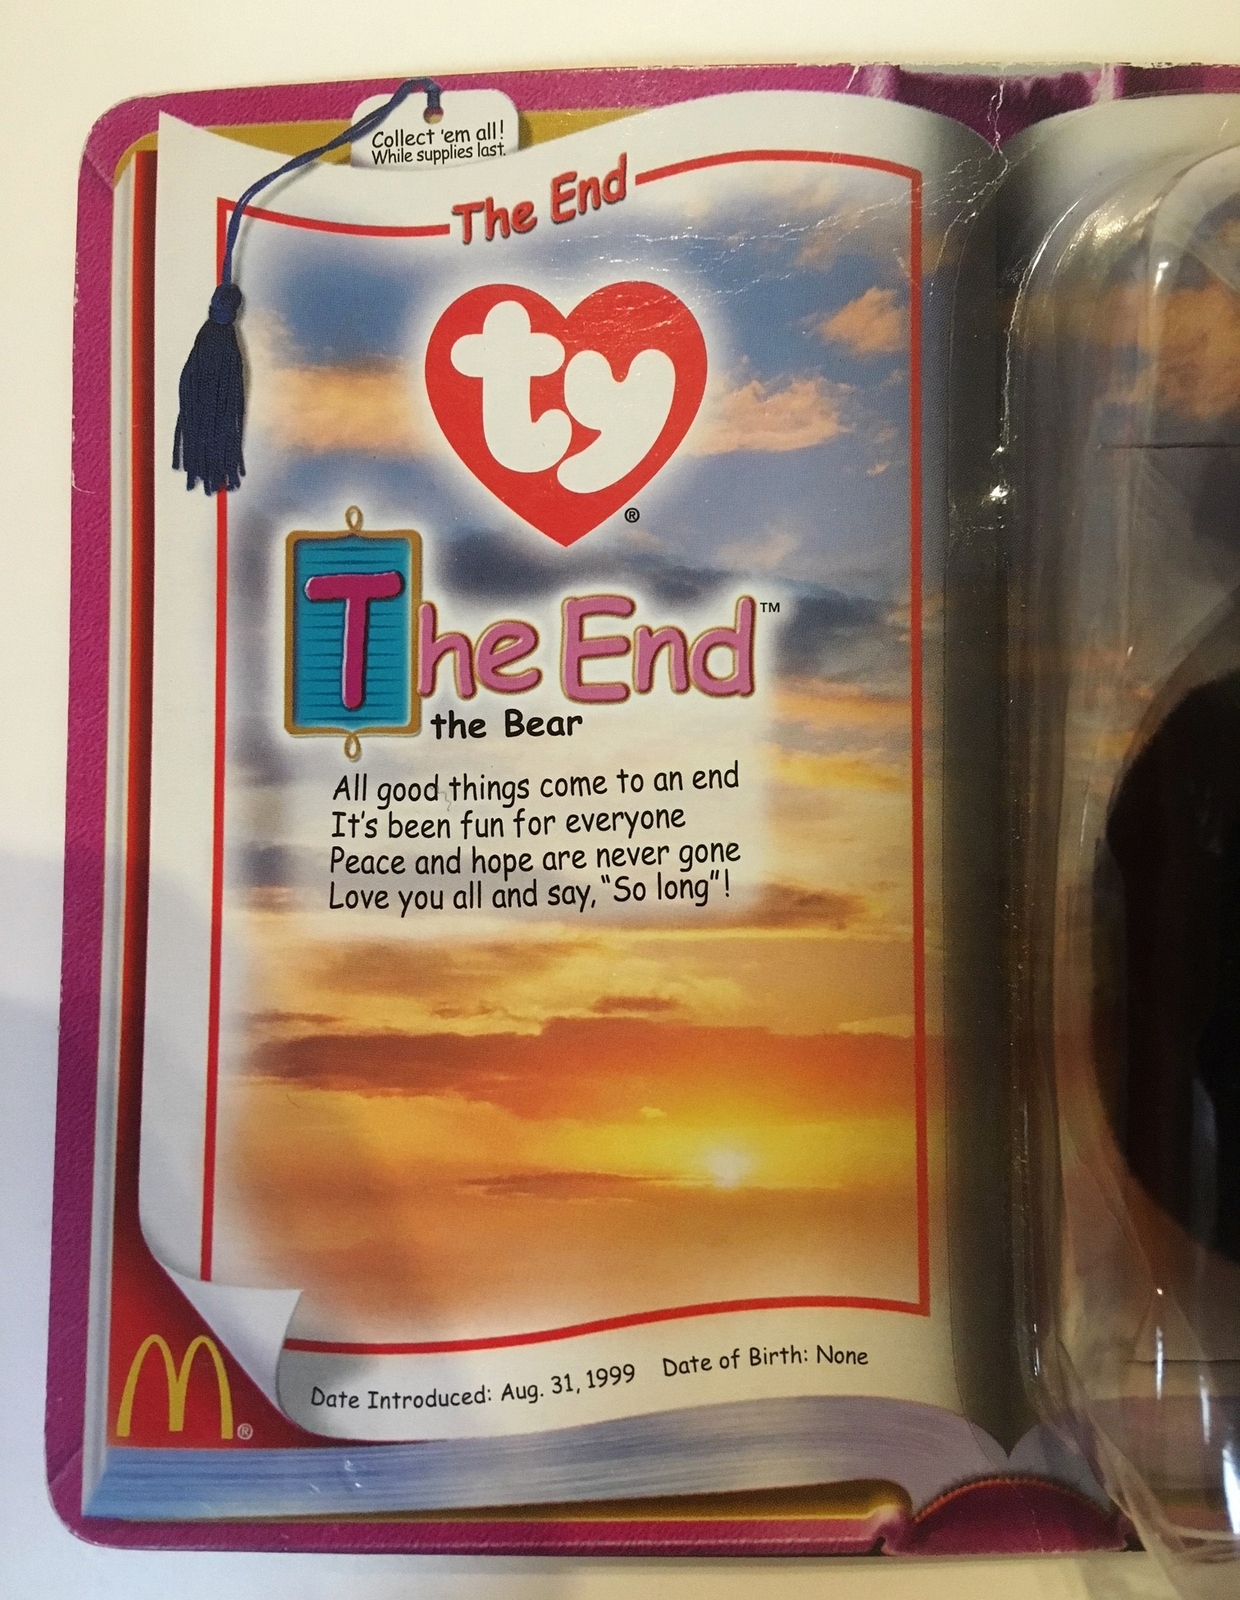 Collect 'em all!
While supplies last.
The End
ty®
The End™
the Bear
All good things come to an end
It's been fun for everyone
Peace and hope are never gone
Love you all and say, "So long"!
Date Introduced: Aug. 31, 1999 Date of Birth: None
M®